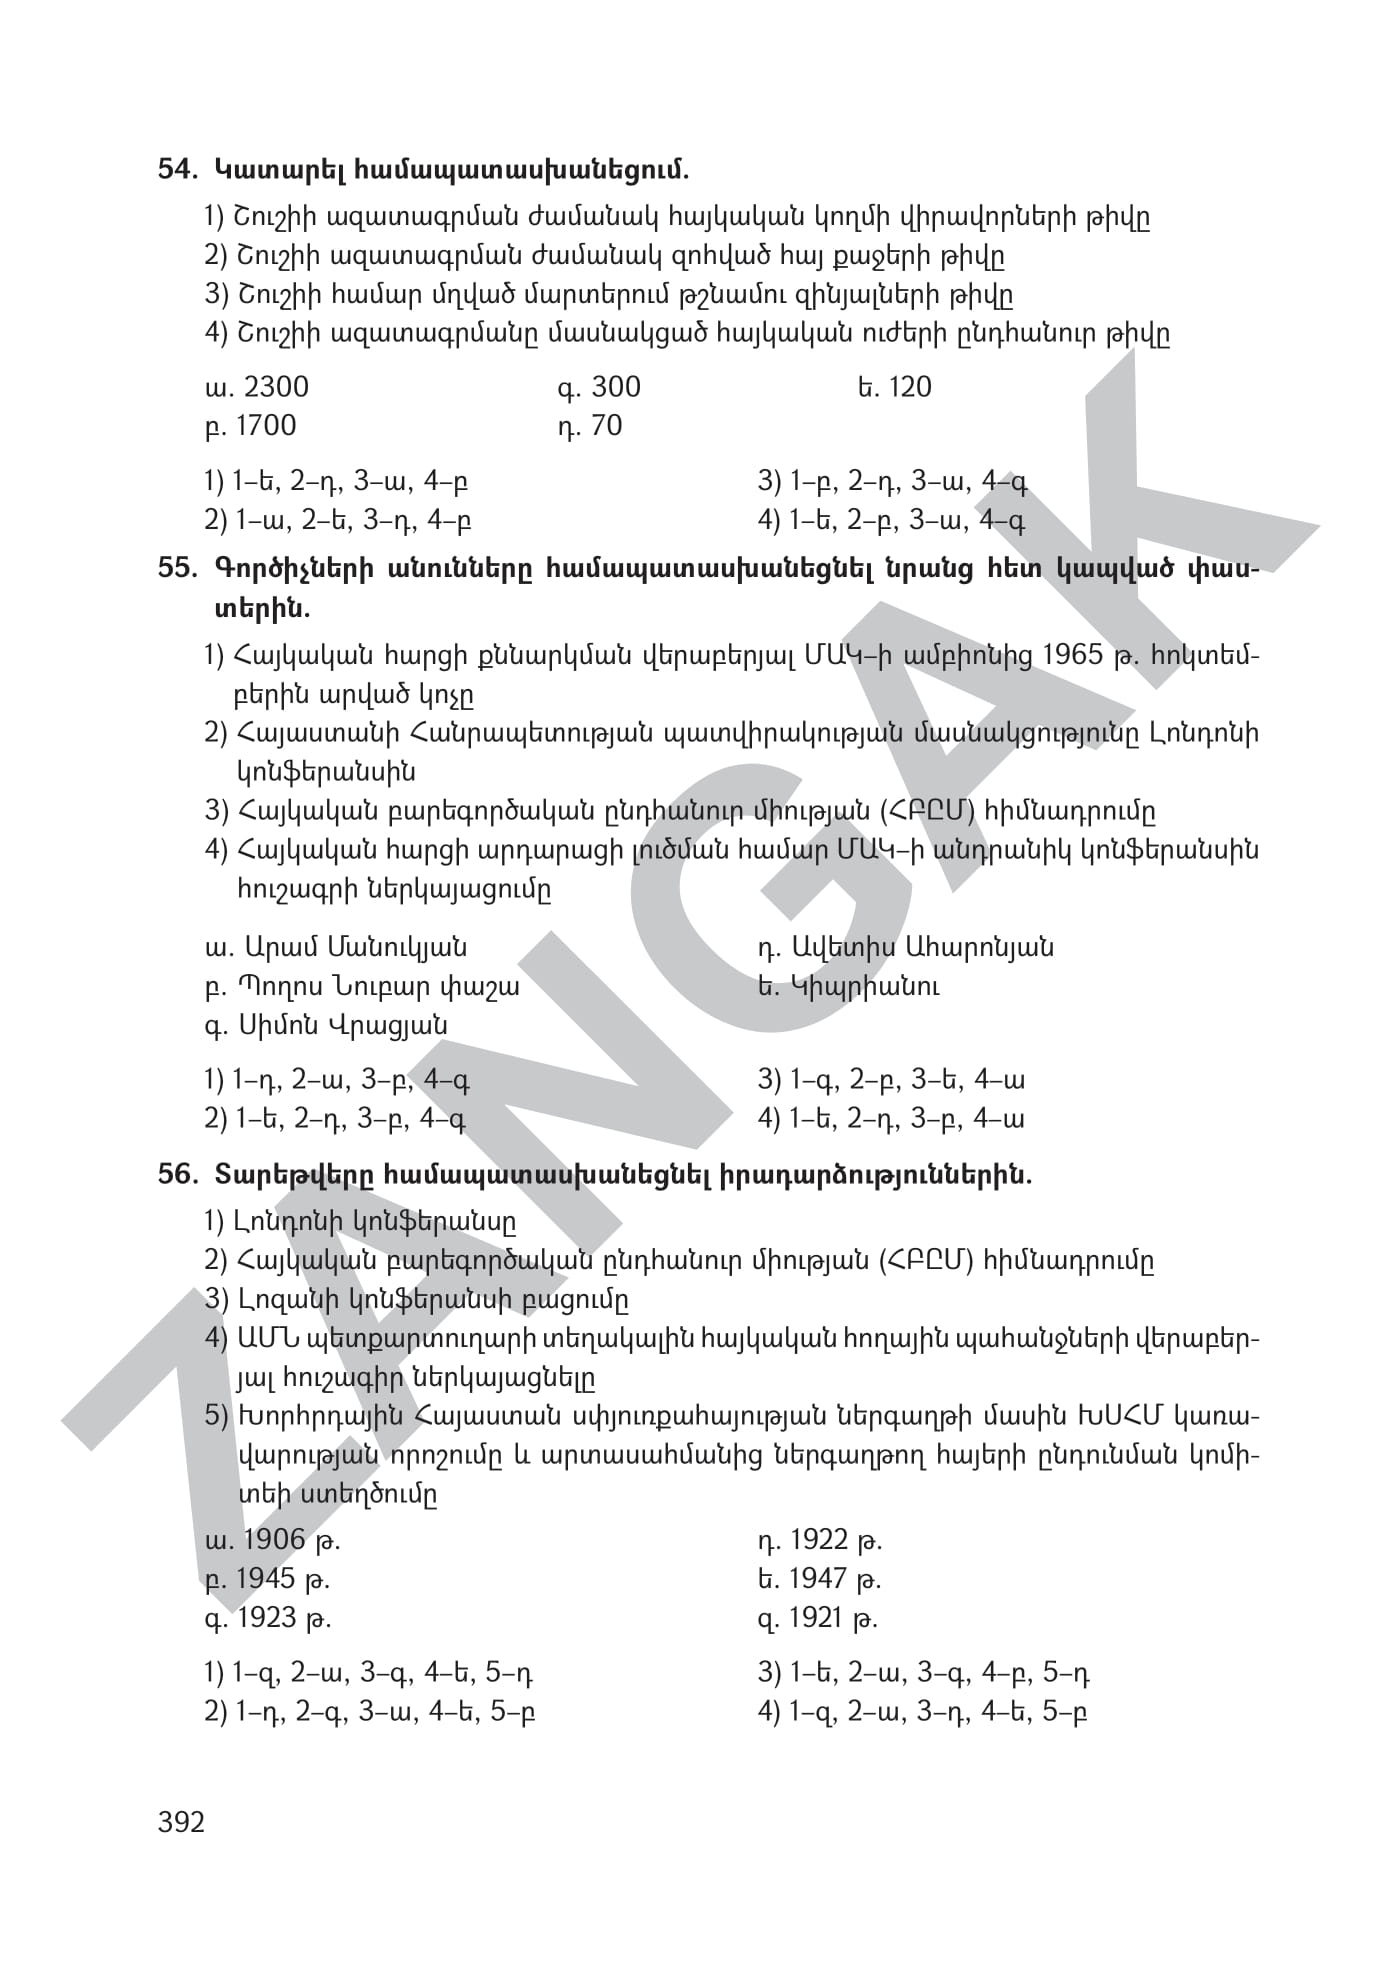 54. Կատարել համապատասխանեցում.
1) Շուշիի ազատագրման ժամանակ հայկական կողմի վիրավորների թիվը
2) Շուշիի ազատագրման ժամանակ զոհված հայ քաջերի թիվը
3) Շուշիի համար մղված մարտերում թշնամու զինյալների թիվը
4) Շուշիի ազատագրմանը մասնակցած հայկական ուժերի ընդհանուր թիվը
ա. 2300 գ. 300 ե. 120
բ. 1700 դ. 70
1) 1–ե, 2–դ, 3–ա, 4–բ 3) 1–բ, 2–դ, 3–ա, 4–գ
2) 1–ա, 2–ե, 3–դ, 4–բ 4) 1–ե, 2–բ, 3–ա, 4–գ
55. Գործիչների անունները համապատասխանեցնել նրանց հետ կապված փաս-
տերին.
1) Հայկական հարցի քննարկման վերաբերյալ ՄԱԿ–ի ամբիոնից 1965 թ. հոկտեմ-
բերին արված կոչը
2) Հայաստանի Հանրապետության պատվիրակության մասնակցությունը Լոնդոնի
կոնֆերանսին
3) Հայկական բարեգործական ընդհանուր միության (ՀԲԸՄ) հիմնադրումը
4) Հայկական հարցի արդարացի լուծման համար ՄԱԿ–ի անդրանիկ կոնֆերանսին
հուշագրի ներկայացումը
ա. Արամ Մանուկյան դ. Ավետիս Ահարոնյան
բ. Պողոս Նուբար փաշա ե. Կիպրիանու
գ. Սիմոն Վրացյան
1) 1–դ, 2–ա, 3–բ, 4–գ 3) 1–գ, 2–բ, 3–ե, 4–ա
2) 1–ե, 2–դ, 3–բ, 4–գ 4) 1–ե, 2–դ, 3–բ, 4–ա
56. Տարեթվերը համապատասխանեցնել իրադարձություններին.
1) Լոնդոնի կոնֆերանսը
2) Հայկական բարեգործական ընդհանուր միության (ՀԲԸՄ) հիմնադրումը
3) Լոզանի կոնֆերանսի բացումը
4) ԱՄՆ պետքարտուղարի տեղակալին հայկական հողային պահանջների վերաբեր-
յալ հուշագիր ներկայացնելը
5) Խորհրդային Հայաստան սփյուռքահայության ներգաղթի մասին ԽՍՀՄ կառա-
վարության որոշումը և արտասահմանից ներգաղթող հայերի ընդունման կոմի-
տեի ստեղծումը
ա. 1906 թ. դ. 1922 թ.
բ. 1945 թ. ե. 1947 թ.
գ. 1923 թ. զ. 1921 թ.
1) 1–զ, 2–ա, 3–գ, 4–ե, 5–դ 3) 1–ե, 2–ա, 3–գ, 4–բ, 5–դ
2) 1–դ, 2–գ, 3–ա, 4–ե, 5–բ 4) 1–զ, 2–ա, 3–դ, 4–ե, 5–բ
392
ZANGAK